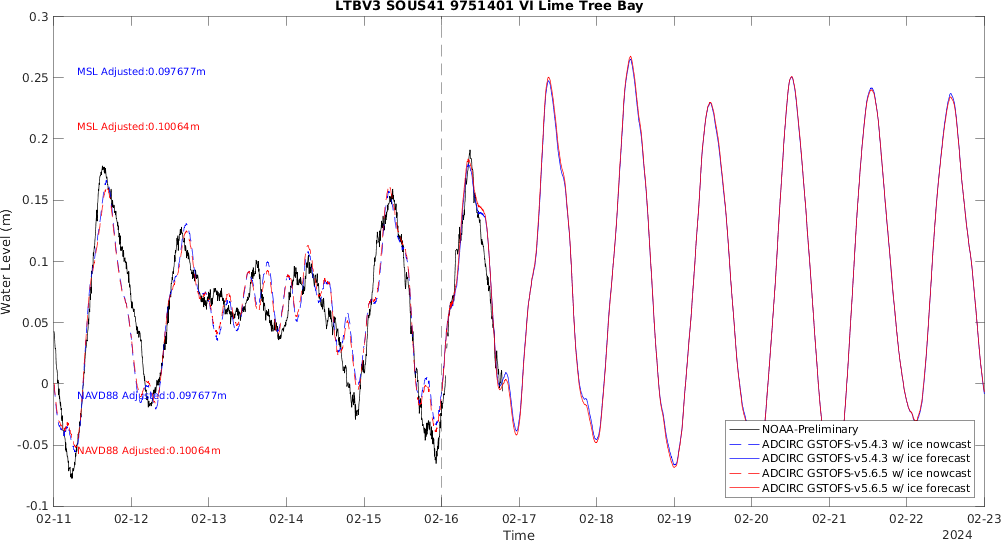 LTBV3 SOUS41 9751401 VI Lime Tree Bay
0.3
0.25
0.2
0.15
0.1
0.05
0
-0.05
-0.1
Water Level (m)
MSL Adjusted:0.097677m
MSL Adjusted:0.10064m
NAVD88 Adjusted:0.097677m
NAVD88 Adjusted:0.10064m
NOAA-Preliminary
ADCIRC GSTOFS-v5.4.3 w/ ice nowcast
ADCIRC GSTOFS-v5.4.3 w/ ice forecast
ADCIRC GSTOFS-v5.6.5 w/ ice nowcast
ADCIRC GSTOFS-v5.6.5 w/ ice forecast
02-11 02-12 02-13 02-14 02-15 02-16 02-17 02-18 02-19 02-20 02-21 02-22 02-23
Time
2024